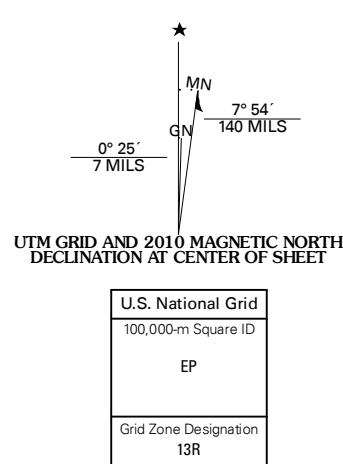 ★
MN
7° 54´
140 MILS
GN
0° 25´
7 MILS
UTM GRID AND 2010 MAGNETIC NORTH
DECLINATION AT CENTER OF SHEET
U.S. National Grid
100,000-m Square ID
EP
Grid Zone Designation
13R